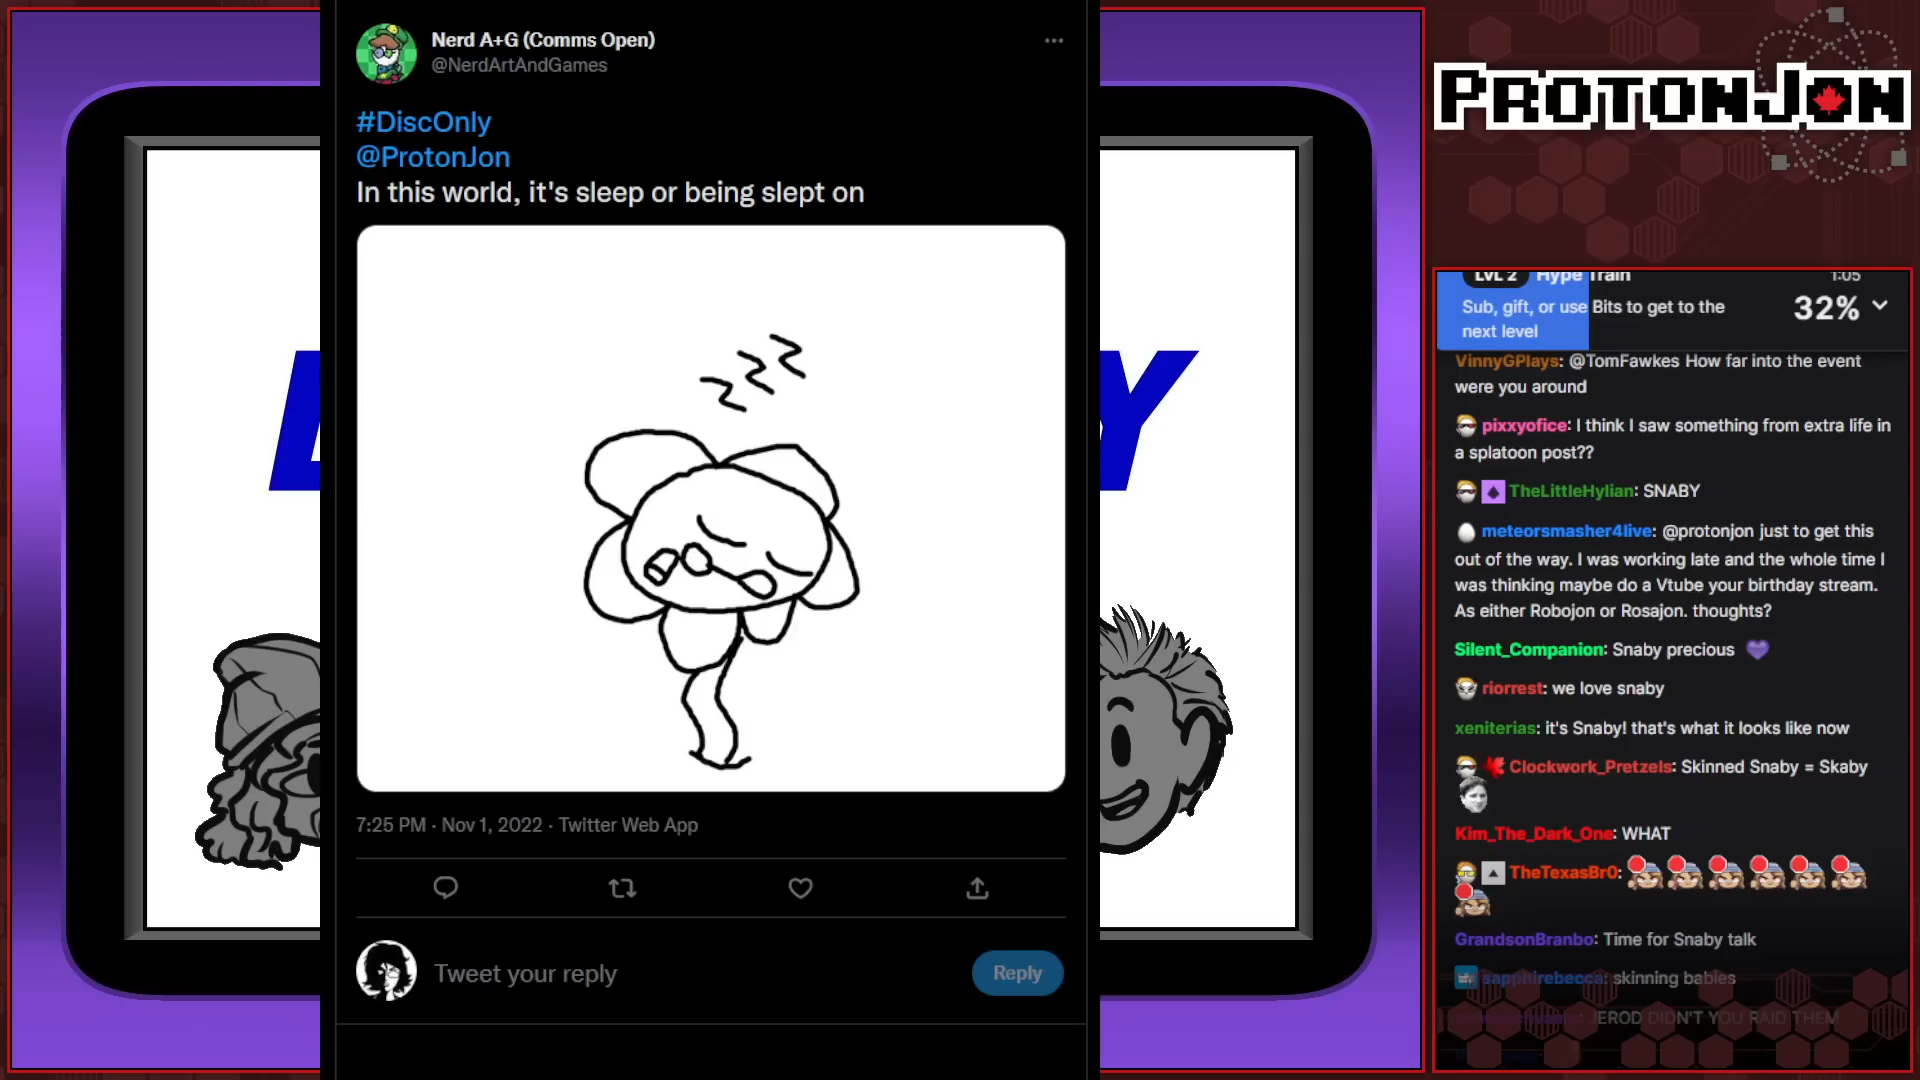 Nerd A+G (Comms Open)
@NerdArtAndGames
#DiscOnly
@ProtonJon
In this world, it's sleep or being slept on
zzz
7:25 PM · Nov 1, 2022 · Twitter Web App
Tweet your reply
Reply
Y
PROTONJON
LVL 2 Hype Train
1:05
Sub, gift, or use Bits to get to the
next level
32%
VinnyGPlays: @TomFawkes How far into the event
were you around
pixxyofice: I think I saw something from extra life in
a splatoon post??
TheLittleHylian: SNABY
meteorsmasher4live: @protonjon just to get this
out of the way. I was working late and the whole time I
was thinking maybe do a Vtube your birthday stream.
As either Robojon or Rosajon. thoughts?
Silent_Companion: Snaby precious
riorrest: we love snaby
xeniterias: it's Snaby! that's what it looks like now
Clockwork_Pretzels: Skinned Snaby = Skaby
Kim_The_Dark_One: WHAT
TheTexasBr0:
GrandsonBranbo: Time for Snaby talk
sapphirebecca: skinning babies
: JEROD DIDN'T YOU RAID THEM